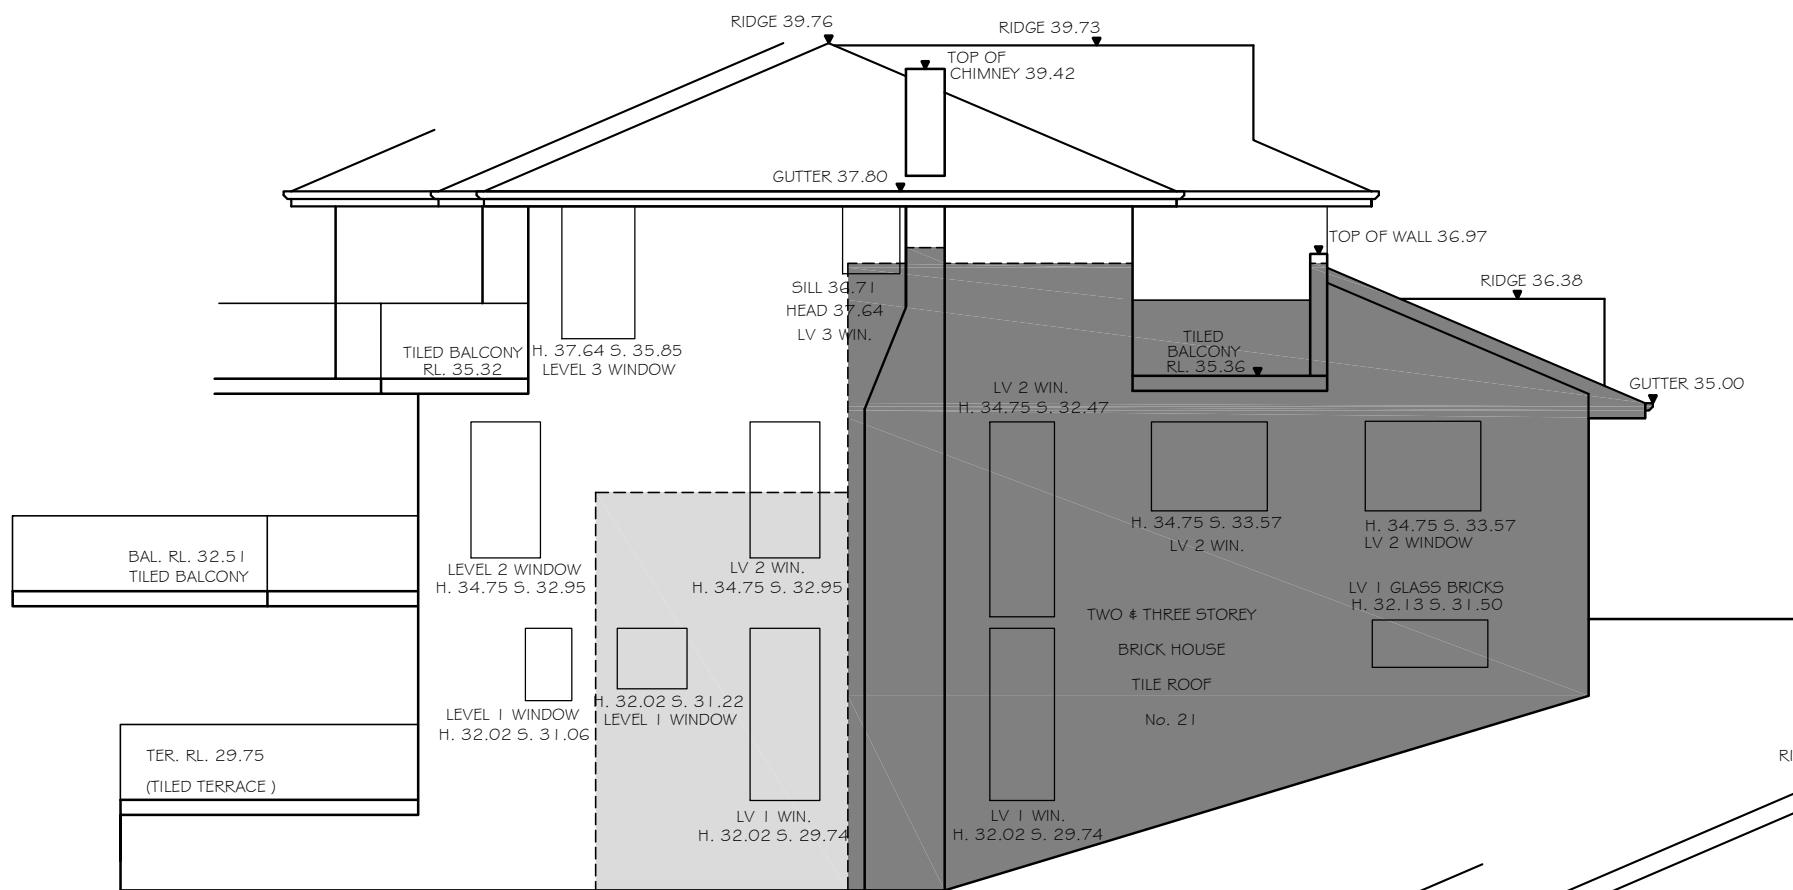 RIDGE 39.76
RIDGE 39.73
TOP OF
CHIMNEY 39.42
GUTTER 37.80
TOP OF WALL 36.97
SILL 36.71
HEAD 37.64
LV 3 WIN.
RIDGE 36.38
TILED BALCONY
RL. 35.32
H. 37.64 S. 35.85
LEVEL 3 WINDOW
TILED
BALCONY
RL. 35.36
GUTTER 35.00
LV 2 WIN.
H. 34.75 S. 32.47
H. 34.75 S. 33.57
LV 2 WIN.
H. 34.75 S. 33.57
LV 2 WINDOW
BAL. RL. 32.51
TILED BALCONY
LEVEL 2 WINDOW
H. 34.75 S. 32.95
LV 2 WIN.
H. 34.75 S. 32.95
LV 1 GLASS BRICKS
H. 32.13 S. 31.50
TWO & THREE STOREY
BRICK HOUSE
TILE ROOF
No. 21
H. 32.02 S. 31.22
LEVEL 1 WINDOW
LEVEL 1 WINDOW
H. 32.02 S. 31.06
TER. RL. 29.75
(TILED TERRACE )
RI
LV 1 WIN.
H. 32.02 S. 29.74
LV 1 WIN.
H. 32.02 S. 29.74